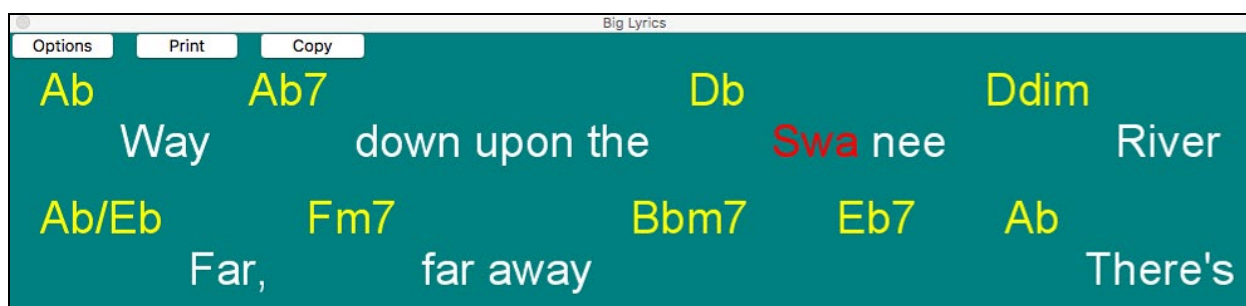 Big Lyrics
Options Print Copy
Ab Ab7 Db Ddim
Way down upon the Swa nee River
Ab/Eb Fm7 Bbm7 Eb7 Ab
Far, far away There's